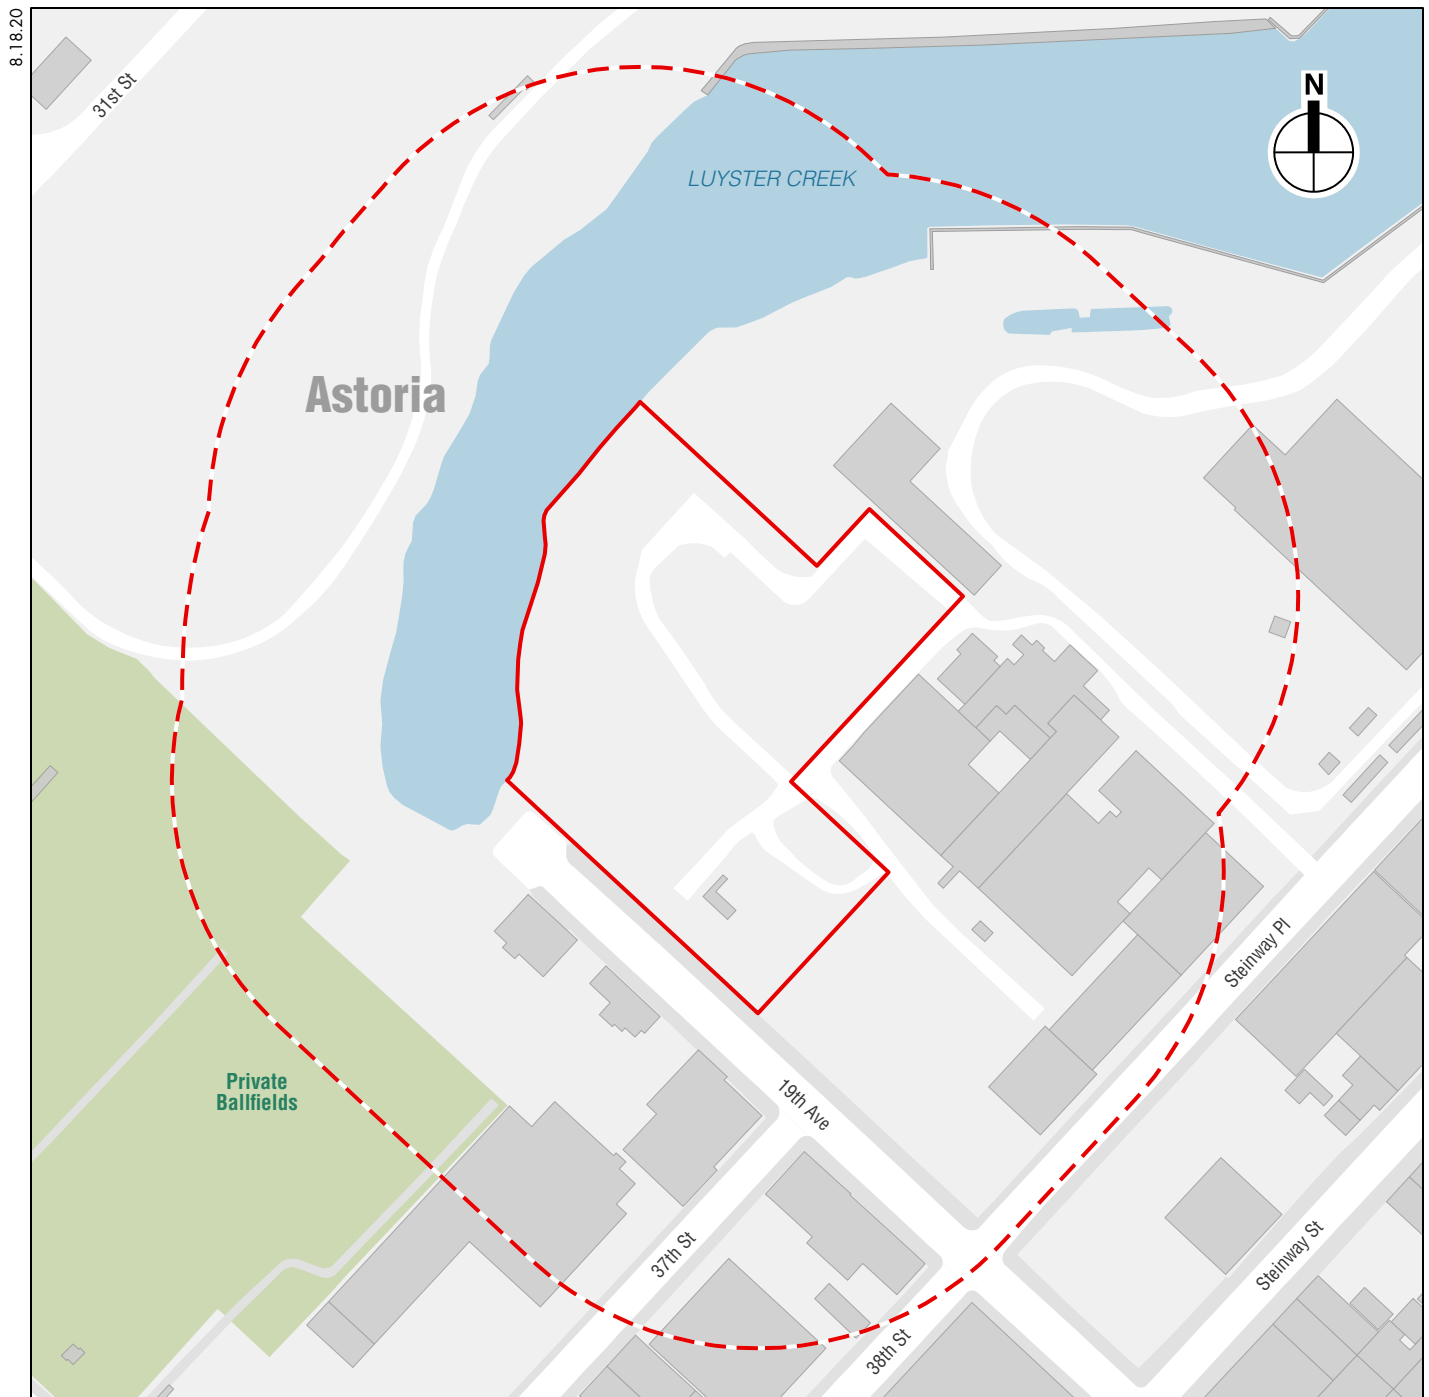 8.18.20
31st St
N
LUYSTER CREEK
Astoria
Steinway Pl
Private
Ballfields
19th Ave
37th St
Steinway St
38th St